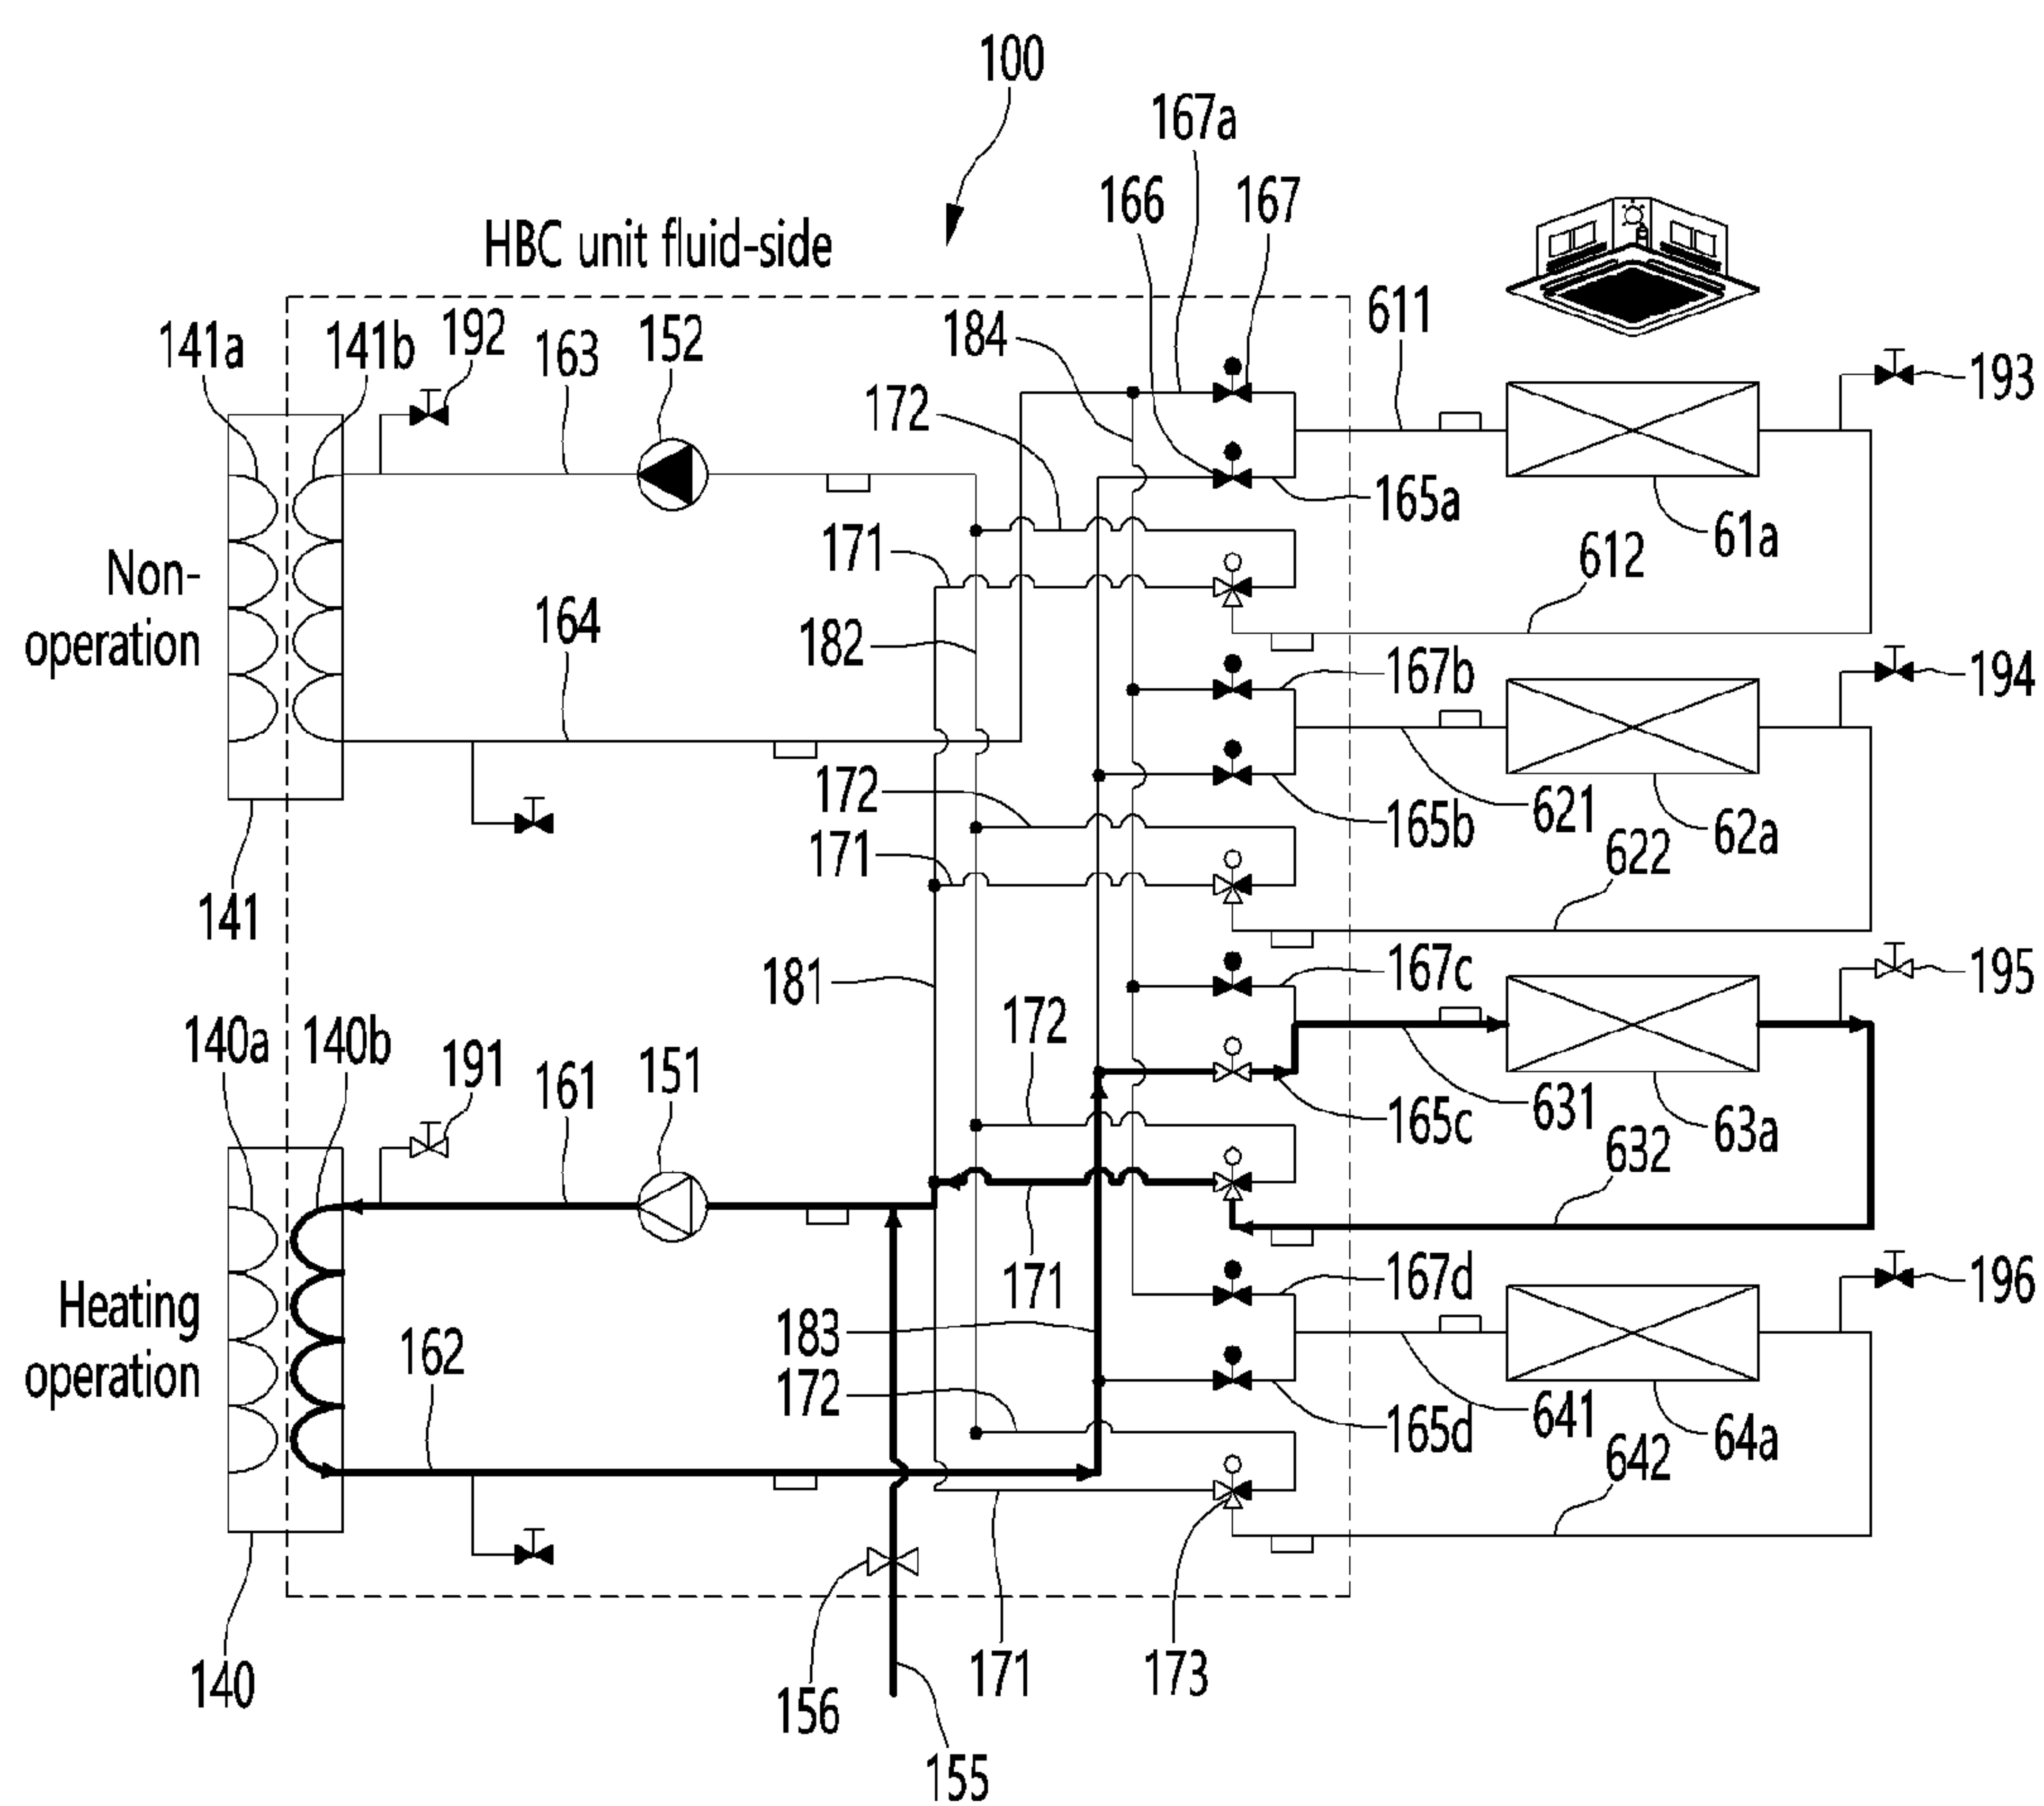 100
167a
166
167
HBC unit fluid-side
611
141a
141b
192
163
152
184
193
172
165a
171
61a
612
Non-
operation
164
182
167b
194
172
165b
621
62a
171
622
141
181
167c
195
172
140a
140b
191
161
151
165c
631
63a
632
171
167d
196
Heating
operation
162
183
172
165d
641
64a
642
140
156
171
173
155